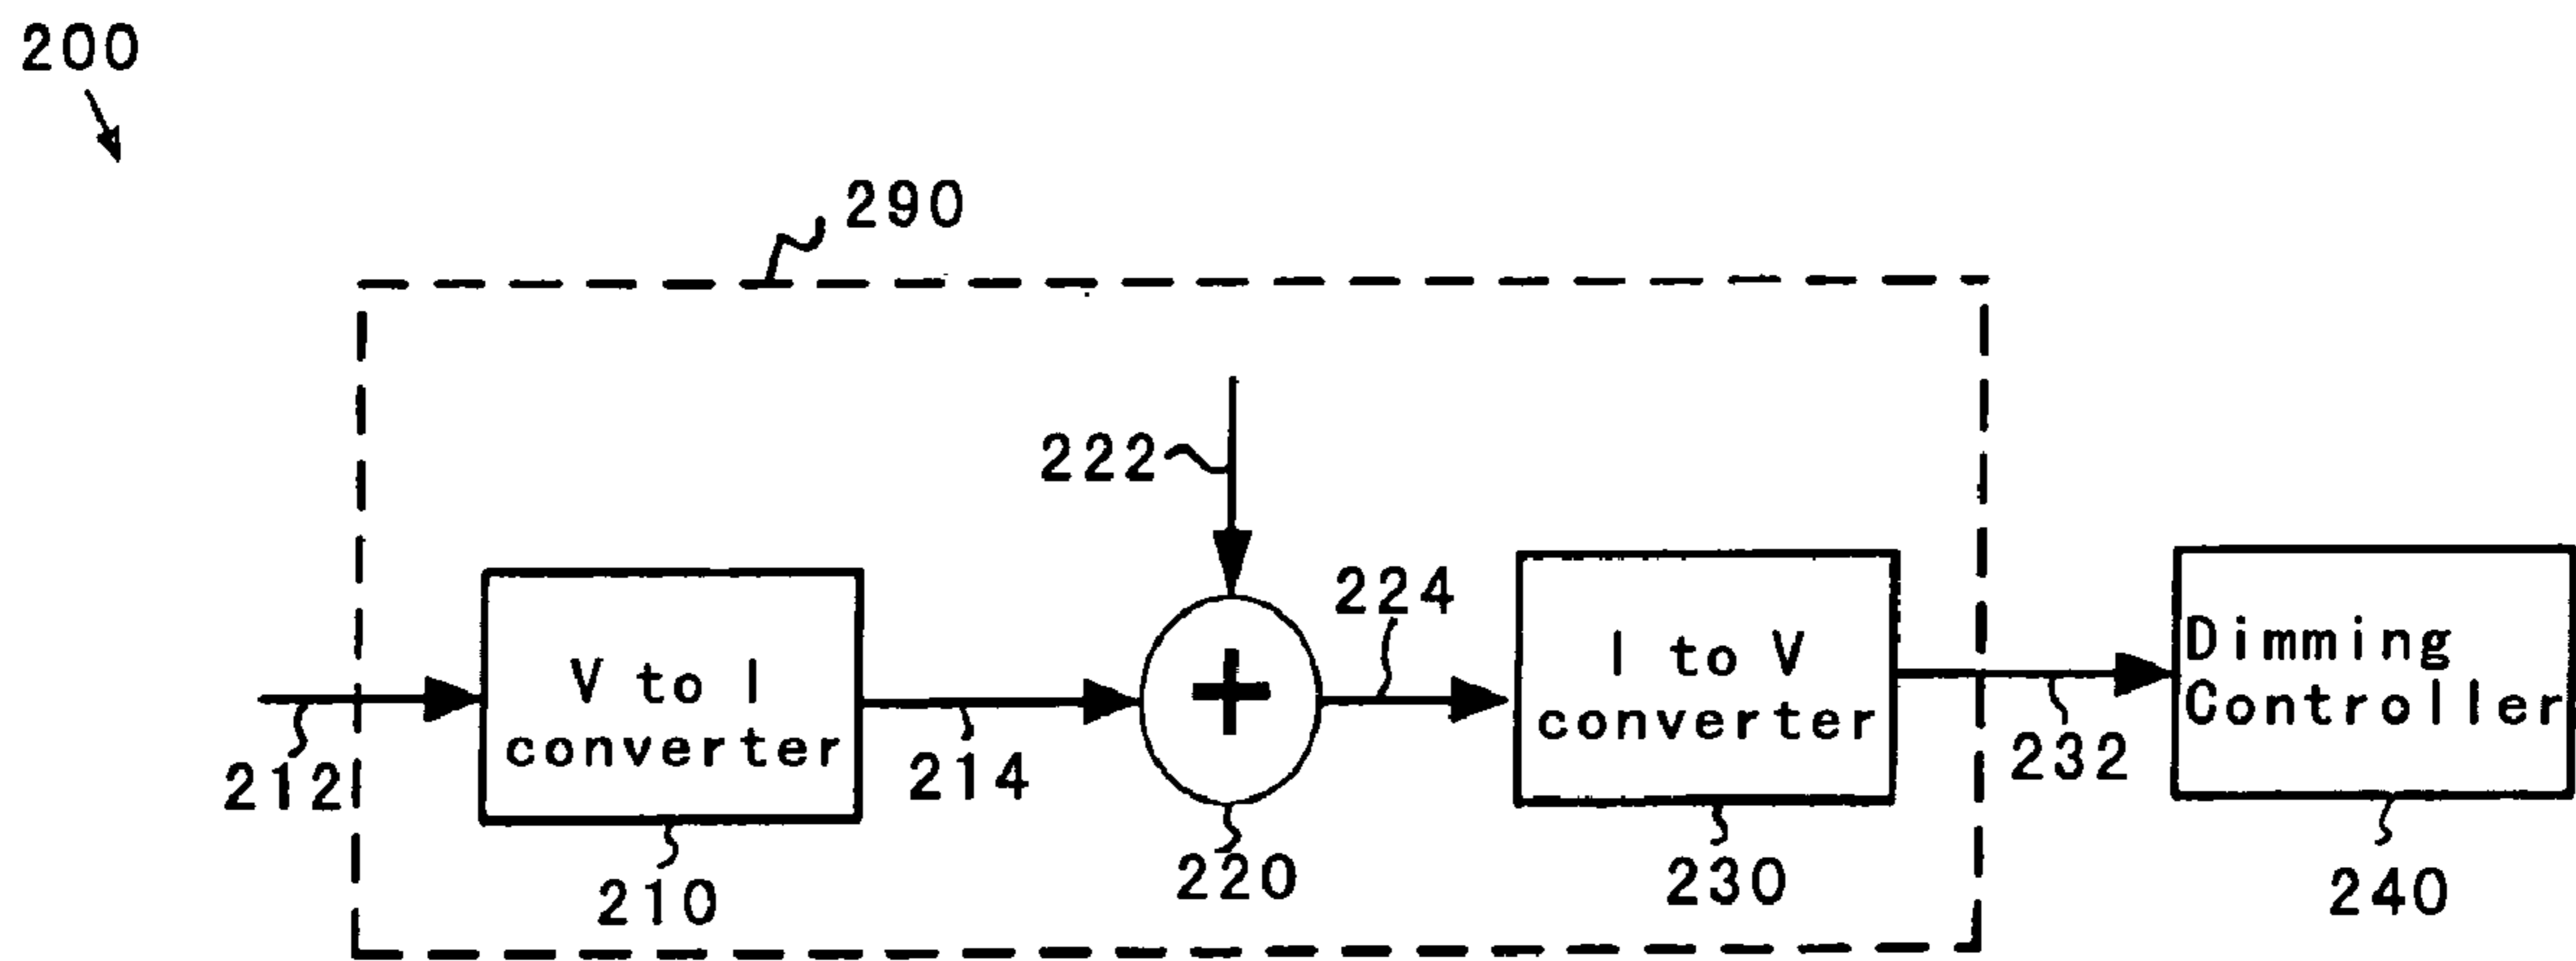 200
290
222
224
V to I
converter
I to V
converter
Dimming
Controller
212
214
232
210
220
230
240